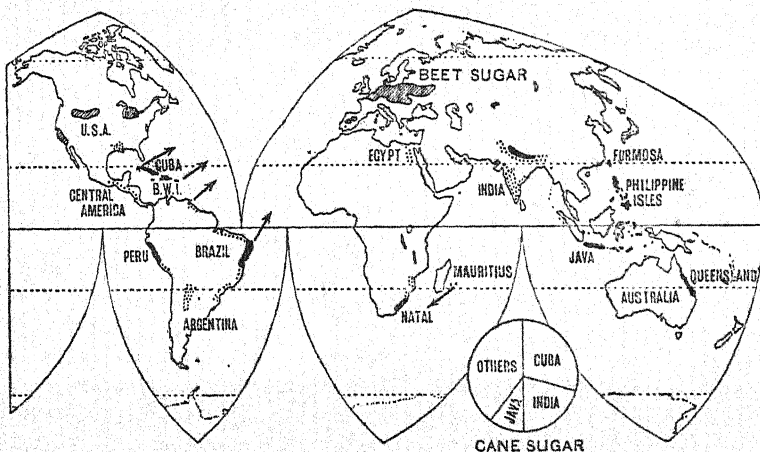 BEET SUGAR
U.S.A.
CUBA
B.W.I.
CENTRAL
AMERICA
EGYPT
INDIA
FORMOSA
PHILIPPINE
ISLES
PERU
BRAZIL
JAVA
MAURITIUS
QUEENSLAND
AUSTRALIA
NATAL
ARGENTINA
OTHERS
CUBA
JAVA
INDIA
CANE SUGAR